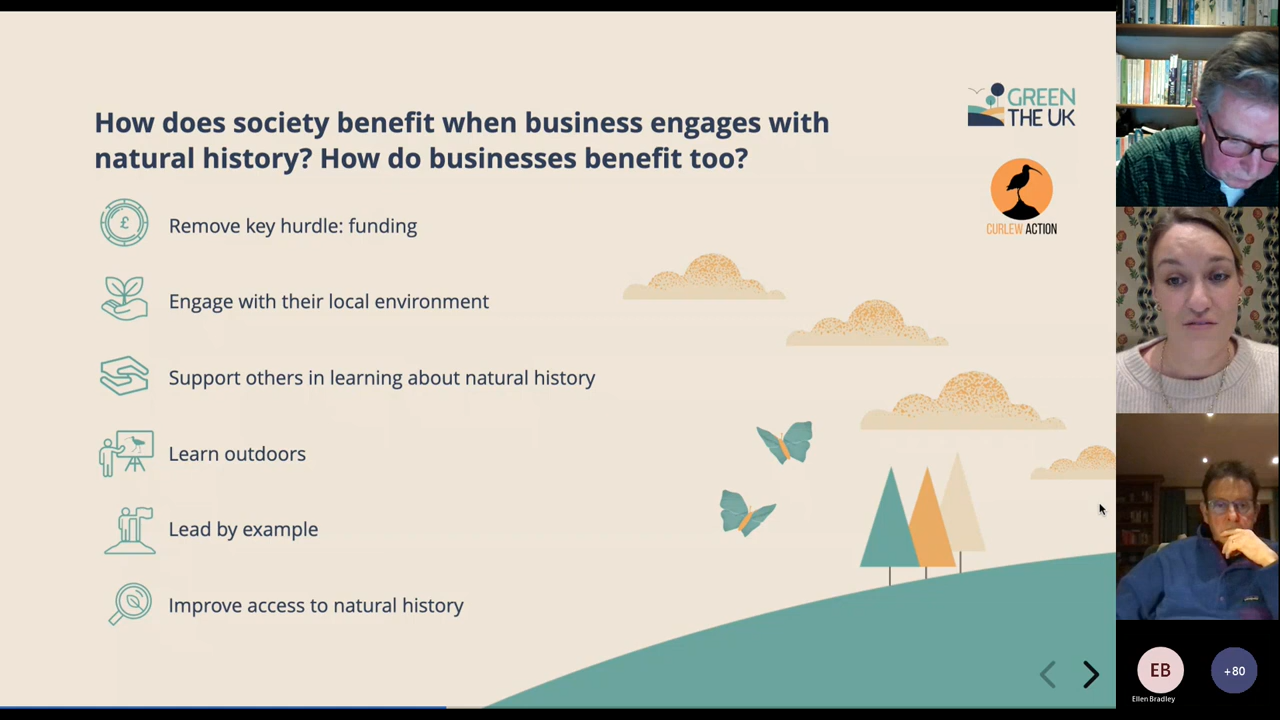 How does society benefit when business engages with
natural history? How do businesses benefit too?
GREEN
THE UK
CURLEW ACTION
£
Remove key hurdle: funding
Engage with their local environment
Support others in learning about natural history
Learn outdoors
Lead by example
Improve access to natural history
EB
+80
Ellen Bradley